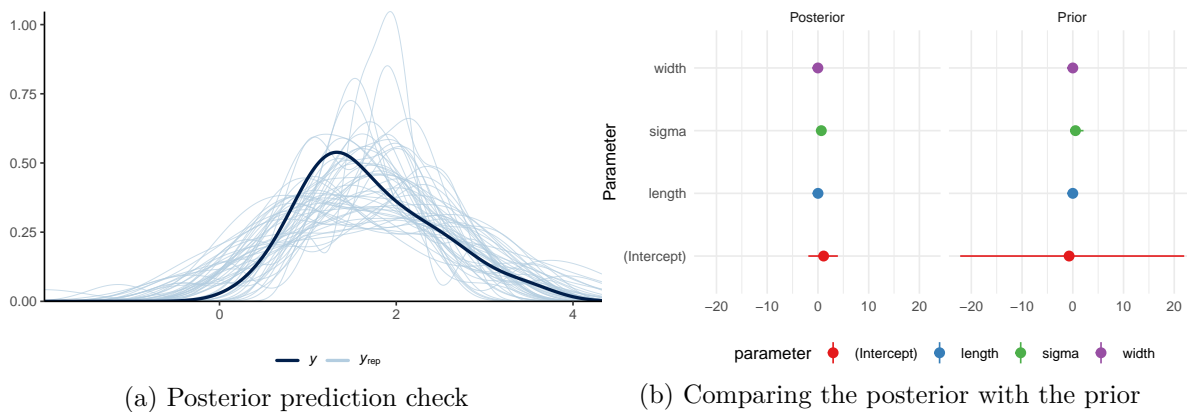 1.00
0.75
0.50
0.25
0.00
0 2 4
y yrep
(a) Posterior prediction check
Posterior Prior
Parameter
width
sigma
length
(Intercept)
−20 −10 0 10 20 −20 −10 0 10 20
parameter (Intercept) length sigma width
(b) Comparing the posterior with the prior